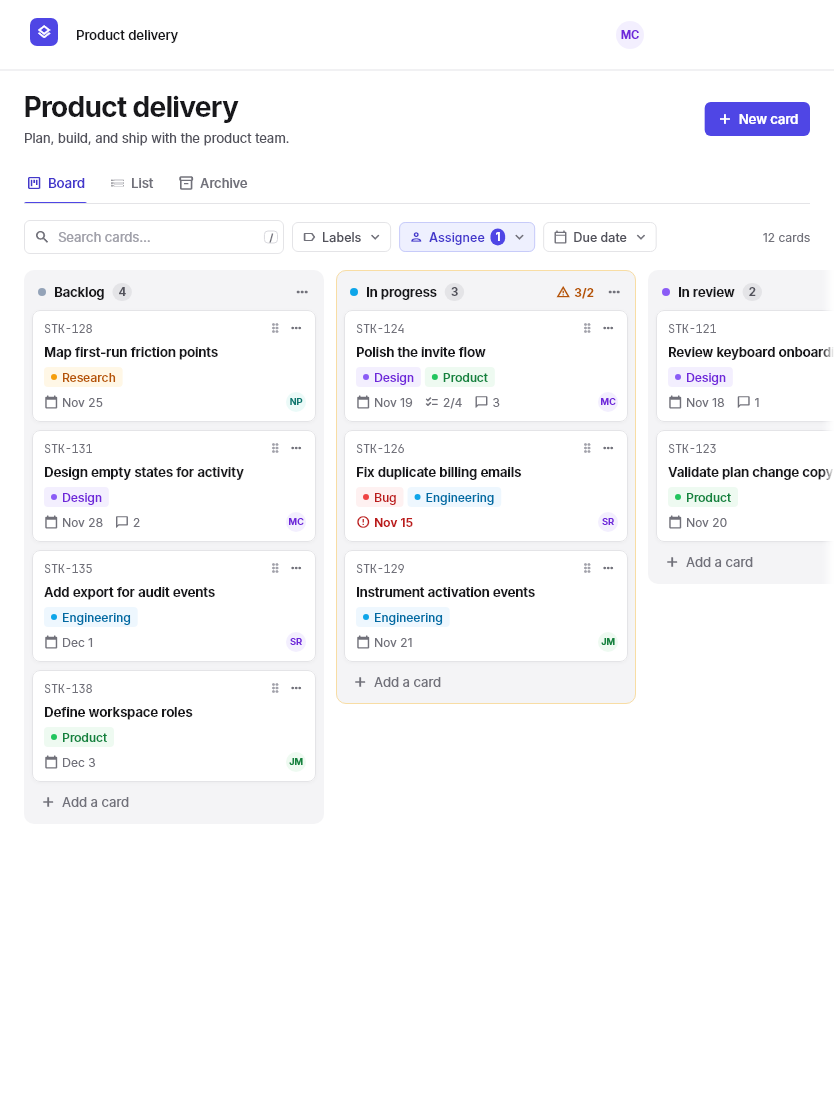 Product delivery
MC
Product delivery
Plan, build, and ship with the product team.
New card
Board
List
Archive
Search cards...
/
Labels
Assignee 1
Due date
12 cards
Backlog 4
STK-128
Map first-run friction points
Research
Nov 25
NP
STK-131
Design empty states for activity
Design
Nov 28
2
MC
STK-135
Add export for audit events
Engineering
Dec 1
SR
STK-138
Define workspace roles
Product
Dec 3
JM
Add a card
In progress 3
3/2
STK-124
Polish the invite flow
Design
Product
Nov 19
2/4
3
MC
STK-126
Fix duplicate billing emails
Bug
Engineering
Nov 15
SR
STK-129
Instrument activation events
Engineering
Nov 21
JM
Add a card
In review 2
STK-121
Review keyboard onboardi
Design
Nov 18
1
STK-123
Validate plan change copy
Product
Nov 20
Add a card